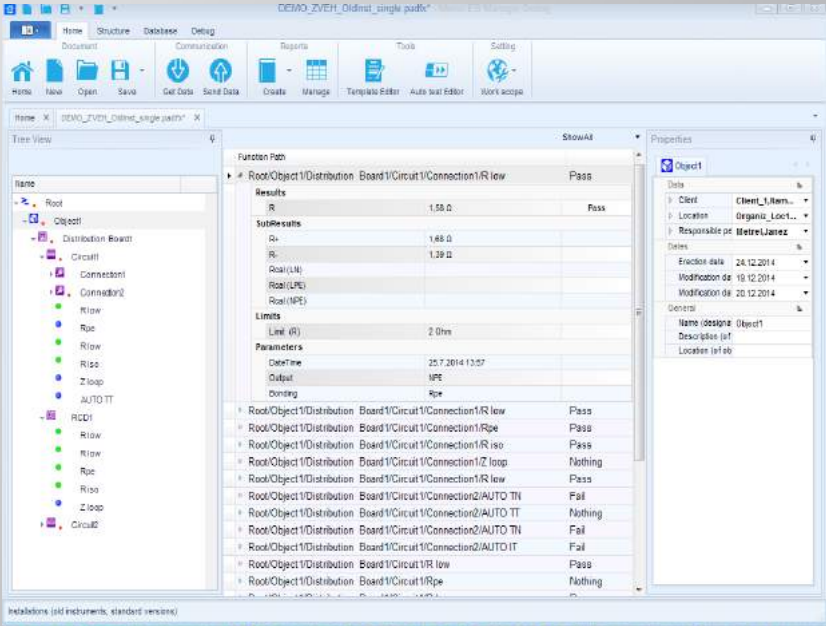 DEMO_ZVEH_OldInst_single.padfx*
Home Structure Database Debug
Document Communication Reports Tools Setting
Home New Open Save Get Data Send Data Create Manage Template Editor Auto test Editor Work scope
Home X DEMO_ZVEH_OldInst_single.padfx* X
Tree View
Name
Root
Object1
Distribution Board1
Circuit1
Connection1
Connection2
R low
Rpe
R low
R iso
Z loop
AUTO TT
RCD1
R low
R low
Rpe
R iso
Z loop
Circuit2
ShowAll
Function Path
Root/Object1/Distribution Board1/Circuit1/Connection1/R low Pass
Results
R 1,58 Ω Pass
SubResults
R+ 1,68 Ω
R- 1,39 Ω
Rcal(LN)
Rcal(LPE)
Rcal(NPE)
Limits
Limit (R) 2 Ohm
Parameters
DateTime 25.7.2014 13:57
Output NPE
Bonding Rpe
Root/Object1/Distribution Board1/Circuit1/Connection1/R low Pass
Root/Object1/Distribution Board1/Circuit1/Connection1/Rpe Pass
Root/Object1/Distribution Board1/Circuit1/Connection1/R iso Pass
Root/Object1/Distribution Board1/Circuit1/Connection1/Z loop Nothing
Root/Object1/Distribution Board1/Circuit1/Connection1/R low Pass
Root/Object1/Distribution Board1/Circuit1/Connection2/AUTO TN Fail
Root/Object1/Distribution Board1/Circuit1/Connection2/AUTO TT Nothing
Root/Object1/Distribution Board1/Circuit1/Connection2/AUTO TN Fail
Root/Object1/Distribution Board1/Circuit1/Connection2/AUTO IT Fail
Root/Object1/Distribution Board1/Circuit1/R low Pass
Root/Object1/Distribution Board1/Circuit1/Rpe Nothing
Properties
Object1
Data
Client Client_1,Nam...
Location Organiz_Loc1...
Responsible pe Metrel,Janez
Dates
Erection date 24.12.2014
Modification da 19.12.2014
Modification da 20.12.2014
General
Name (designa Object1
Description (of
Location (of ob
Installations (old instruments, standard versions)